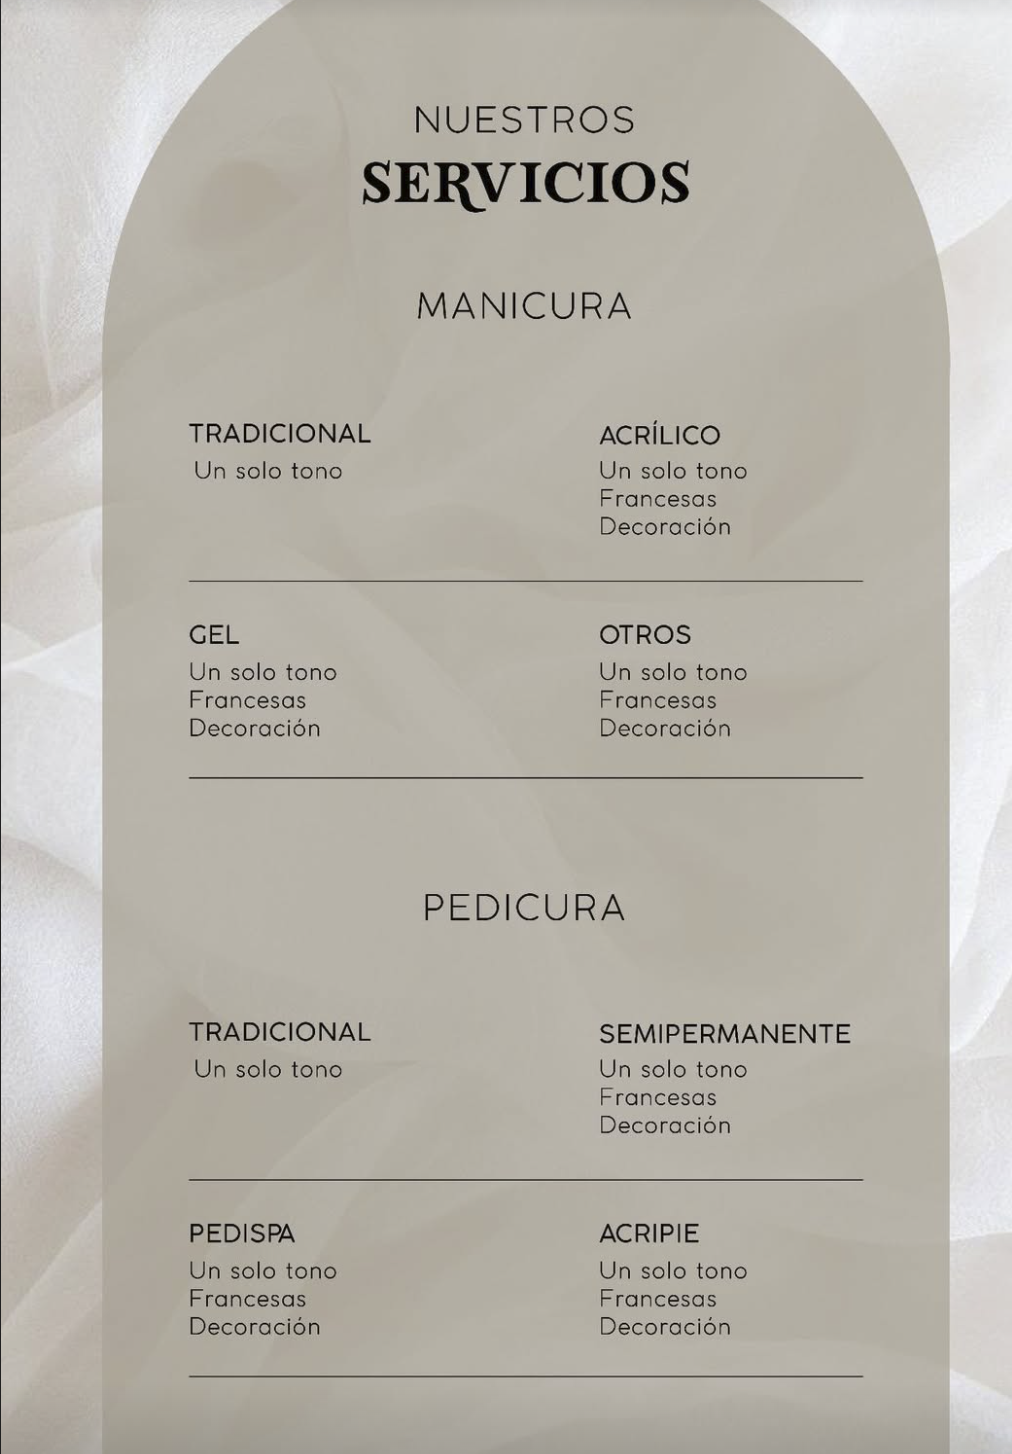 NUESTROS
SERVICIOS
MANICURA
TRADICIONAL
Un solo tono
ACRÍLICO
Un solo tono
Francesas
Decoración
GEL
Un solo tono
Francesas
Decoración
OTROS
Un solo tono
Francesas
Decoración
PEDICURA
TRADICIONAL
Un solo tono
SEMIPERMANENTE
Un solo tono
Francesas
Decoración
PEDISPA
Un solo tono
Francesas
Decoración
ACRIPIE
Un solo tono
Francesas
Decoración